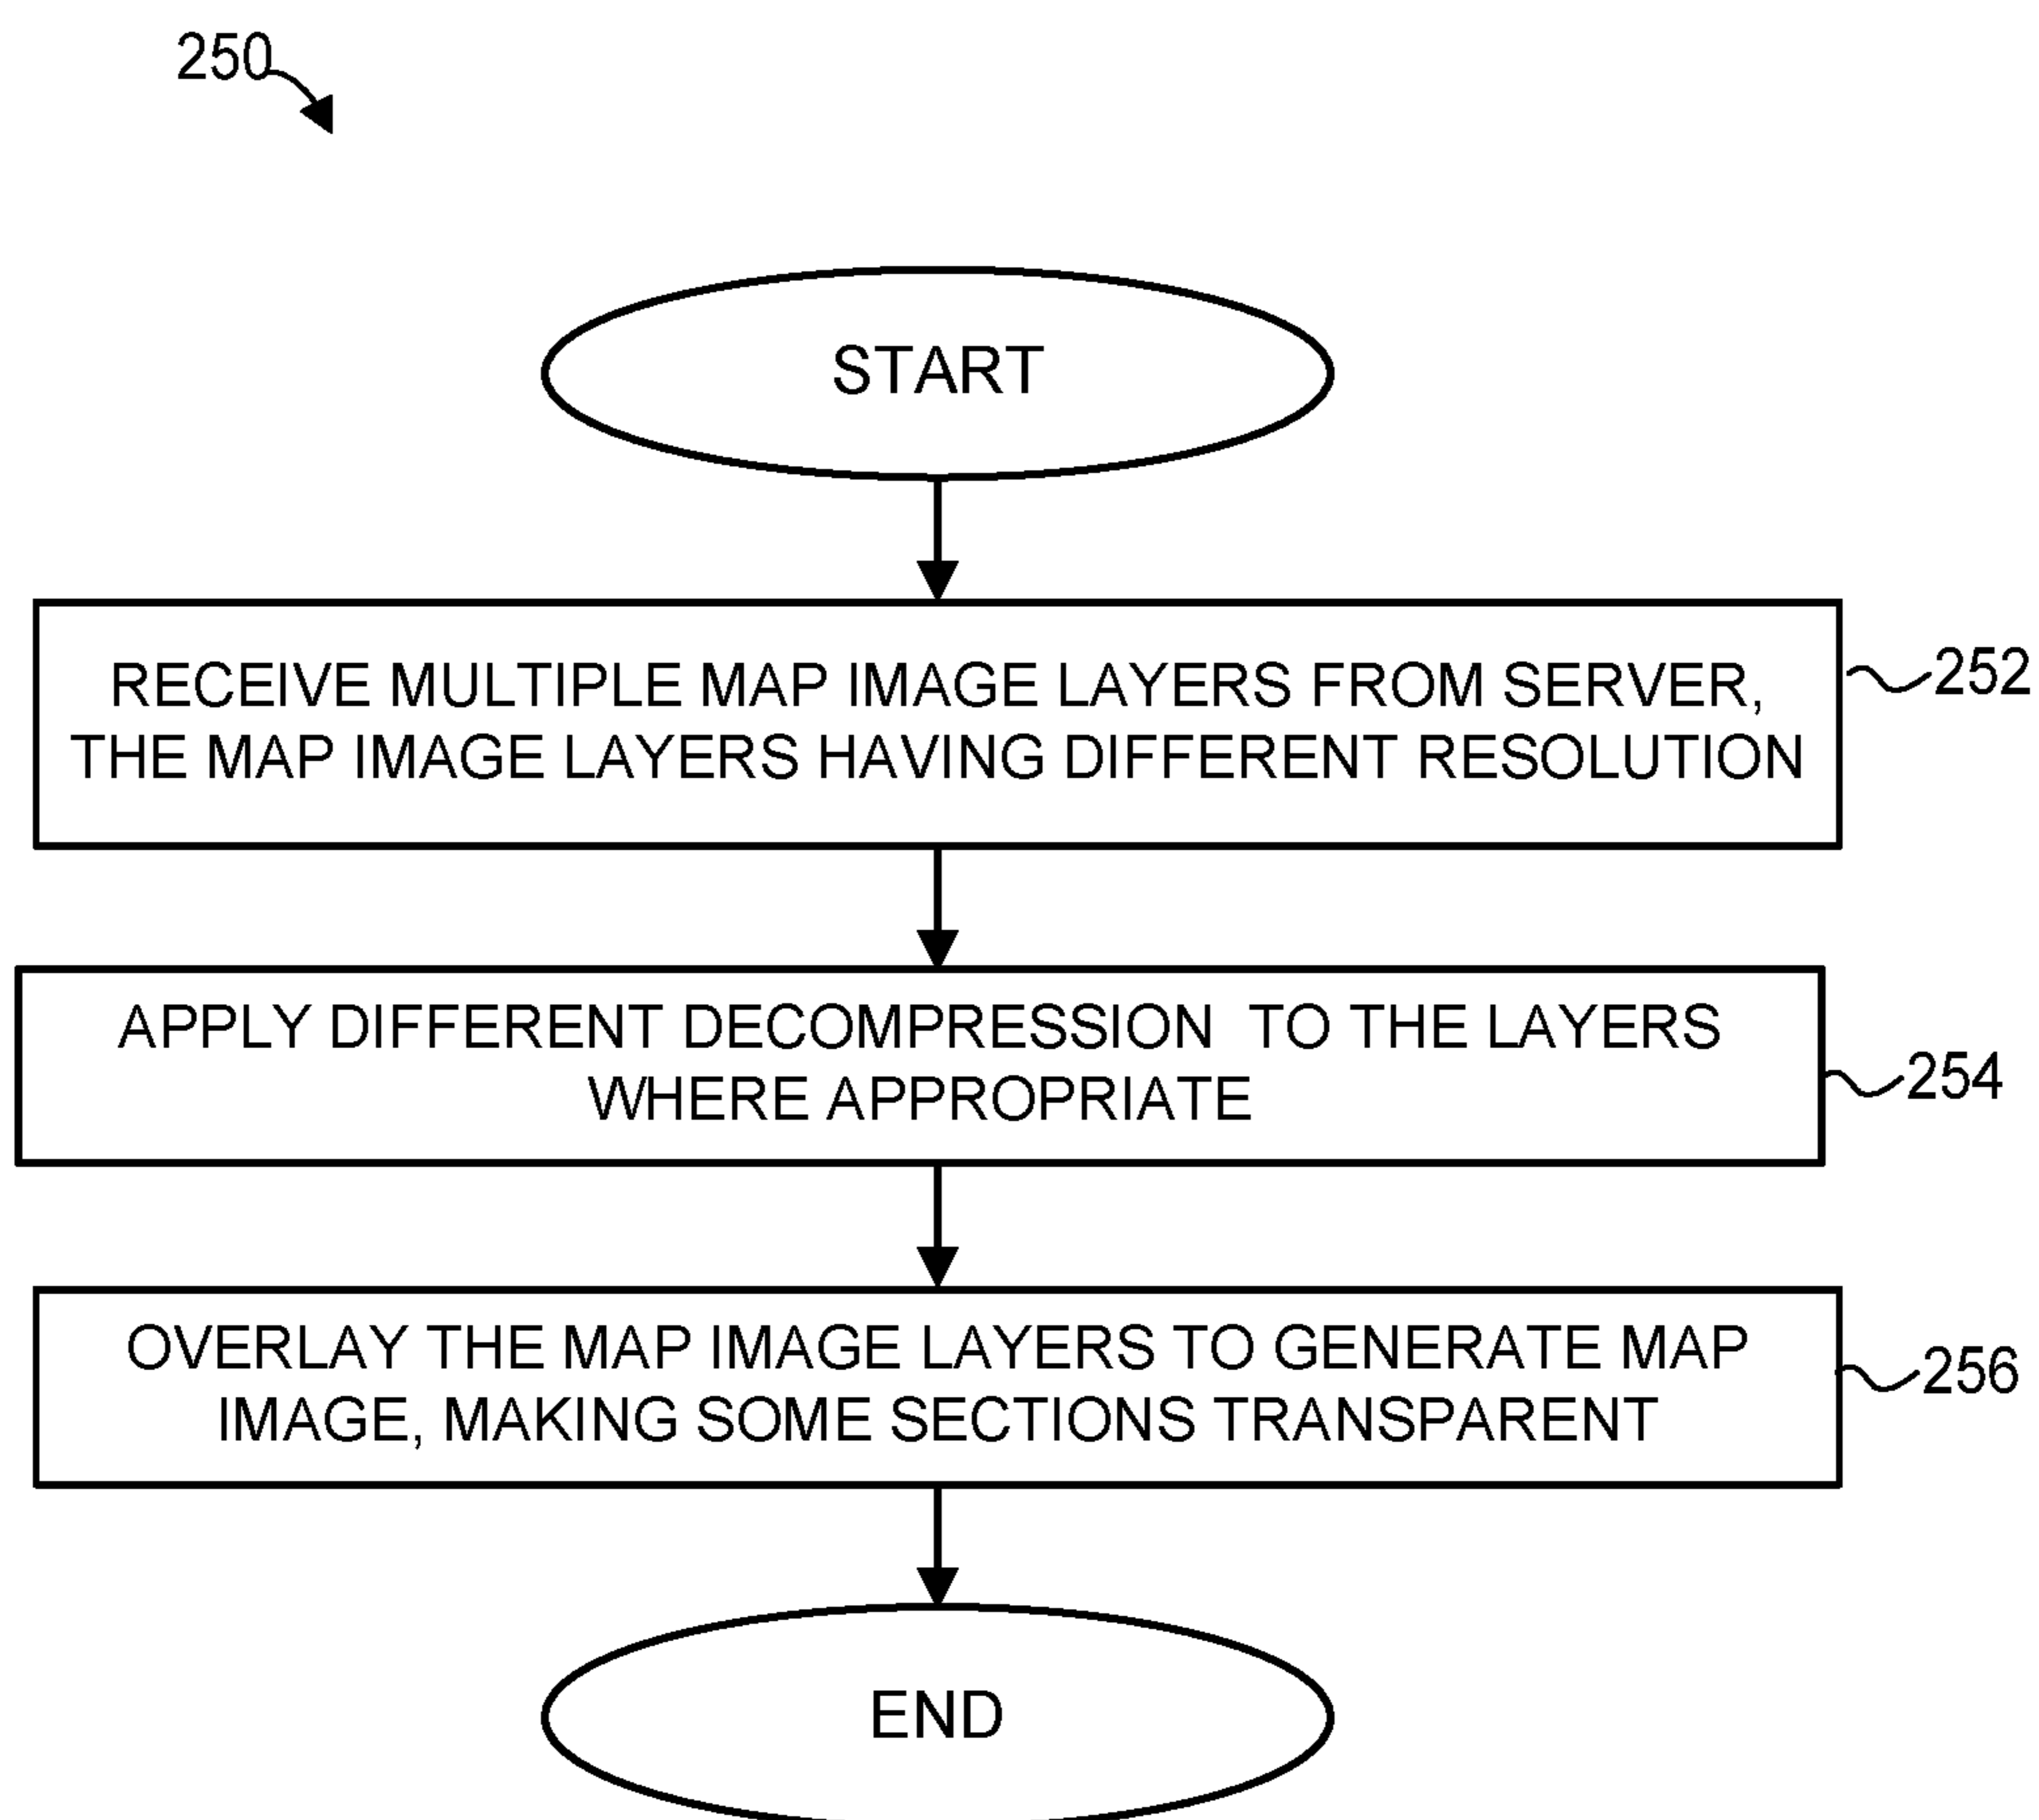 250
START
RECEIVE MULTIPLE MAP IMAGE LAYERS FROM SERVER,
THE MAP IMAGE LAYERS HAVING DIFFERENT RESOLUTION
252
APPLY DIFFERENT DECOMPRESSION TO THE LAYERS
WHERE APPROPRIATE
254
OVERLAY THE MAP IMAGE LAYERS TO GENERATE MAP
IMAGE, MAKING SOME SECTIONS TRANSPARENT
256
END